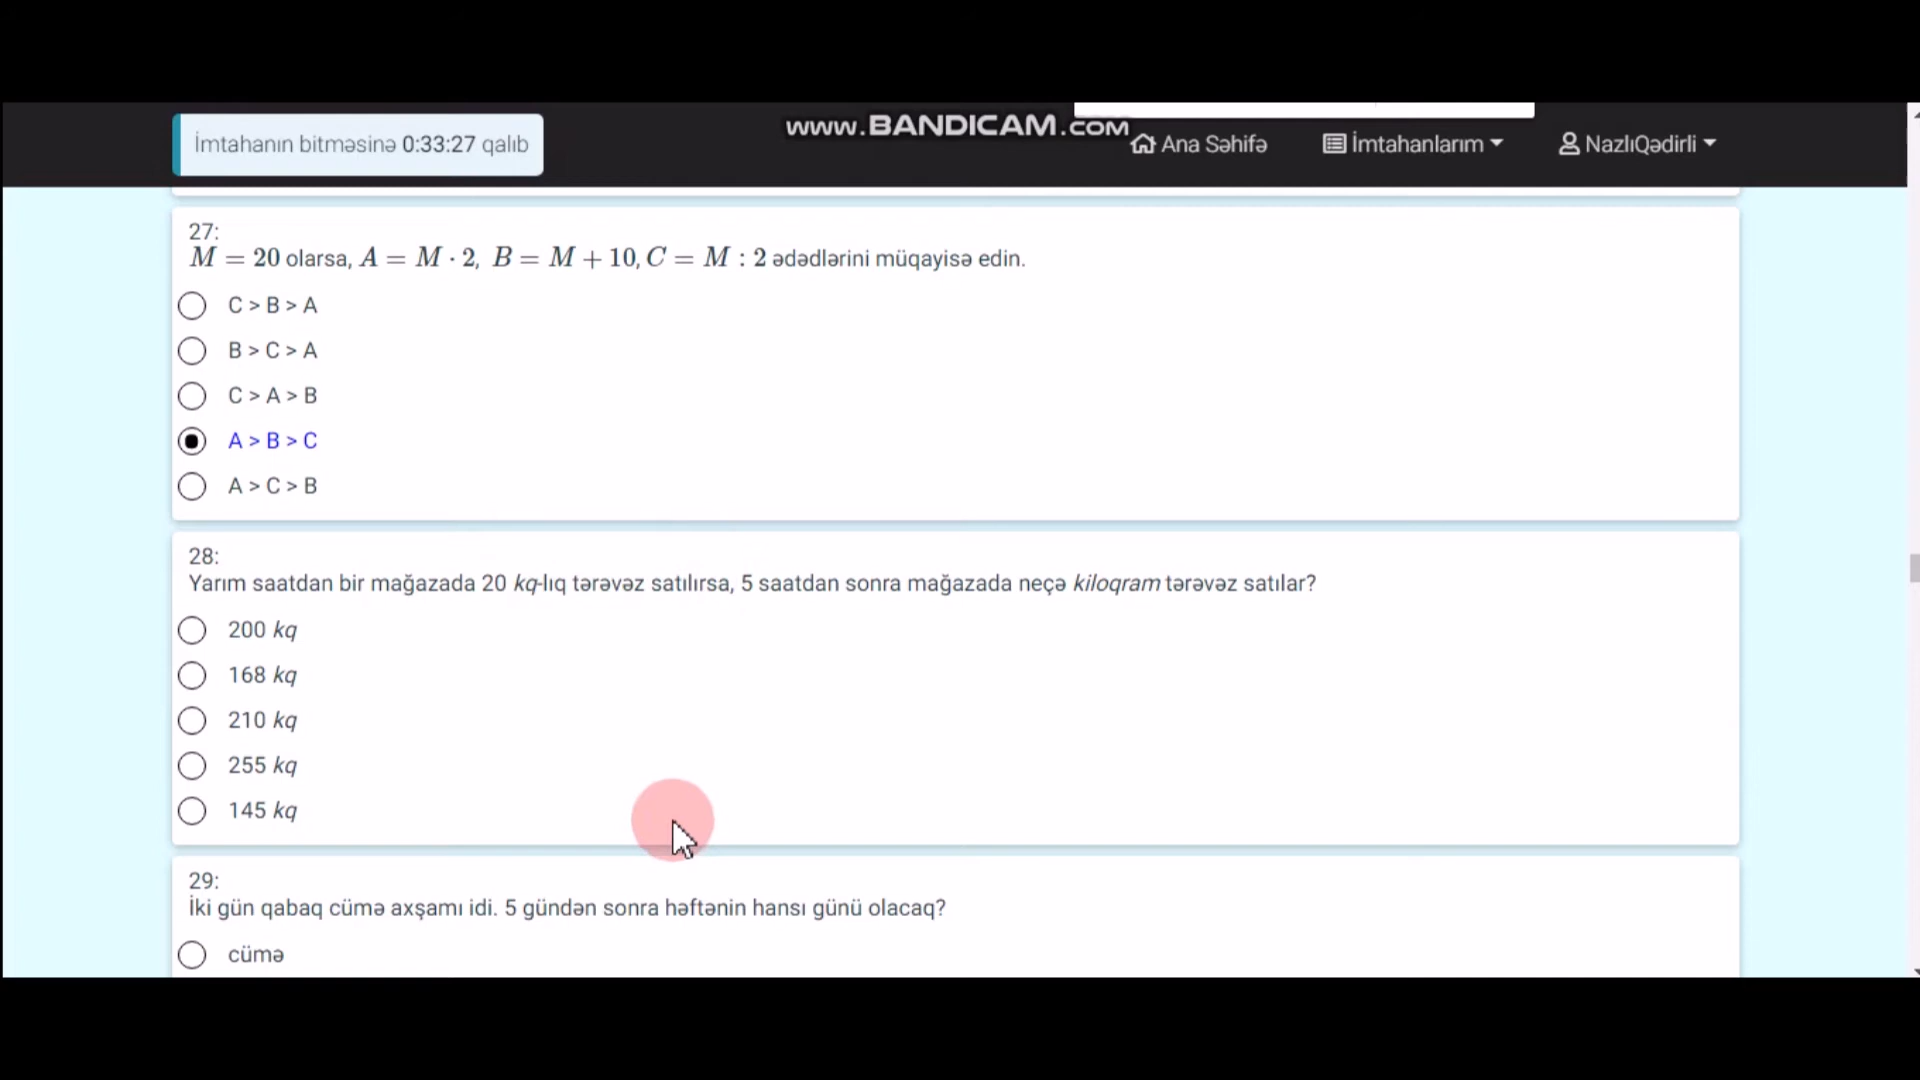 www.BANDICAM.COM
İmtahanın bitməsinə 0:33:27 qalıb
Ana Səhifə
İmtahanlarım
NazlıQədirli
27:
M = 20 olarsa, A = M · 2, B = M + 10, C = M : 2 ədədlərini müqayisə edin.
C > B > A
B > C > A
C > A > B
A > B > C
A > C > B
28:
Yarım saatdan bir mağazada 20 kq-lıq tərəvəz satılırsa, 5 saatdan sonra mağazada neçə kiloqram tərəvəz satılar?
200 kq
168 kq
210 kq
255 kq
145 kq
29:
İki gün qabaq cümə axşamı idi. 5 gündən sonra həftənin hansı günü olacaq?
cümə